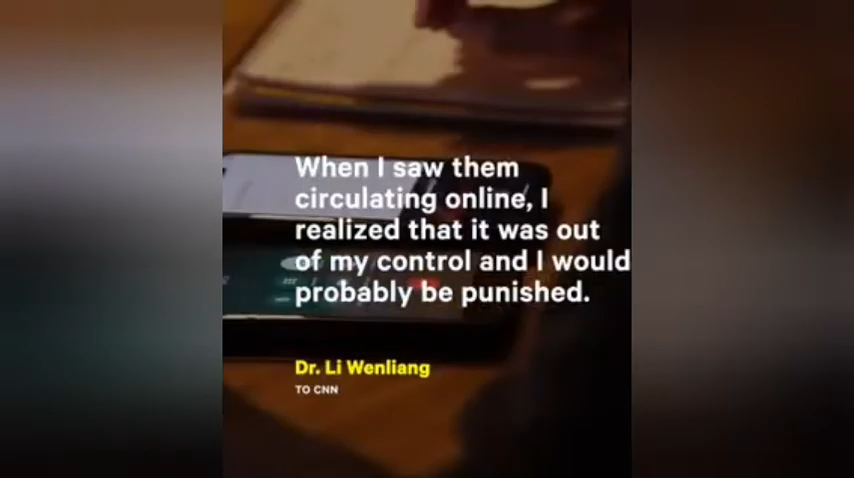 When I saw them
circulating online, I
realized that it was out
of my control and I would
probably be punished.
Dr. Li Wenliang
TO CNN